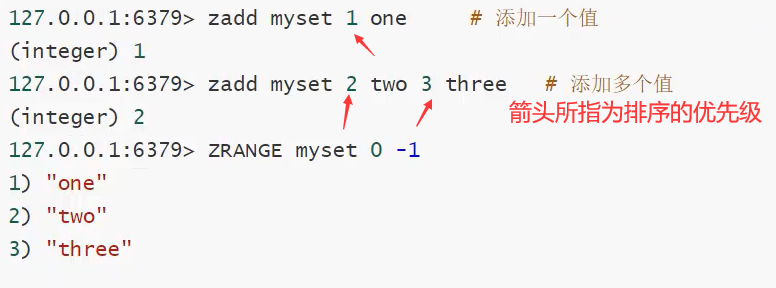 127.0.0.1:6379> zadd myset 1 one     # 添加一个值
(integer) 1
127.0.0.1:6379> zadd myset 2 two 3 three   # 添加多个值
(integer) 2
箭头所指为排序的优先级
127.0.0.1:6379> ZRANGE myset 0 -1
1) "one"
2) "two"
3) "three"